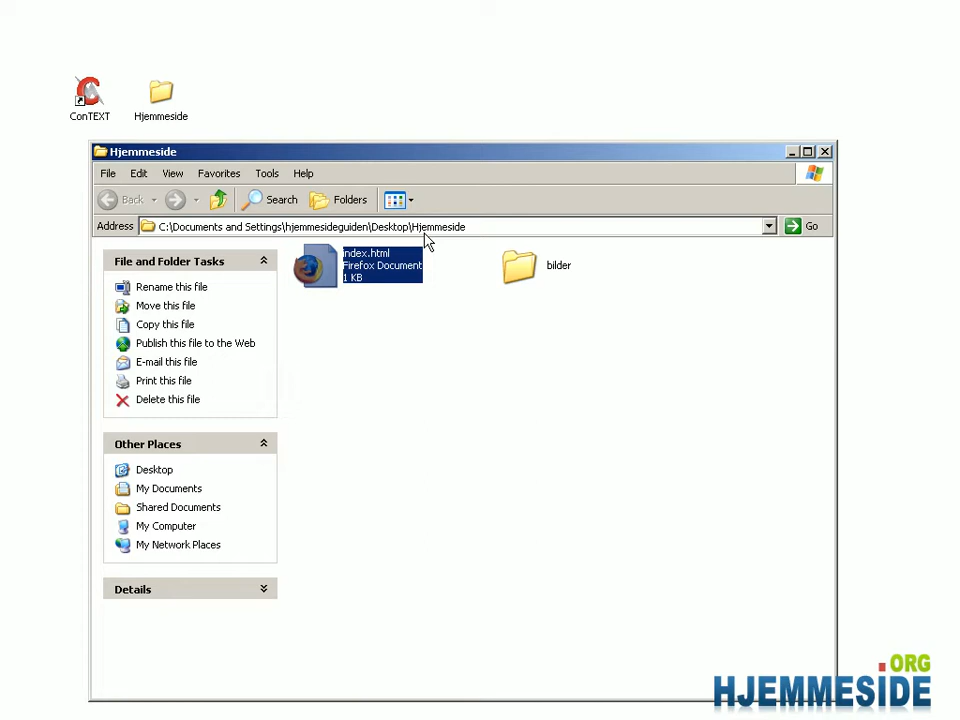 ConTEXT
Hjemmeside
Hjemmeside
File Edit View Favorites Tools Help
Back Search Folders
Address C:\Documents and Settings\hjemmesideguiden\Desktop\Hjemmeside Go
File and Folder Tasks
Rename this file
Move this file
Copy this file
Publish this file to the Web
E-mail this file
Print this file
Delete this file
index.html
Firefox Document
1 KB
bilder
Other Places
Desktop
My Documents
Shared Documents
My Computer
My Network Places
Details
.ORG
HJEMMESIDE